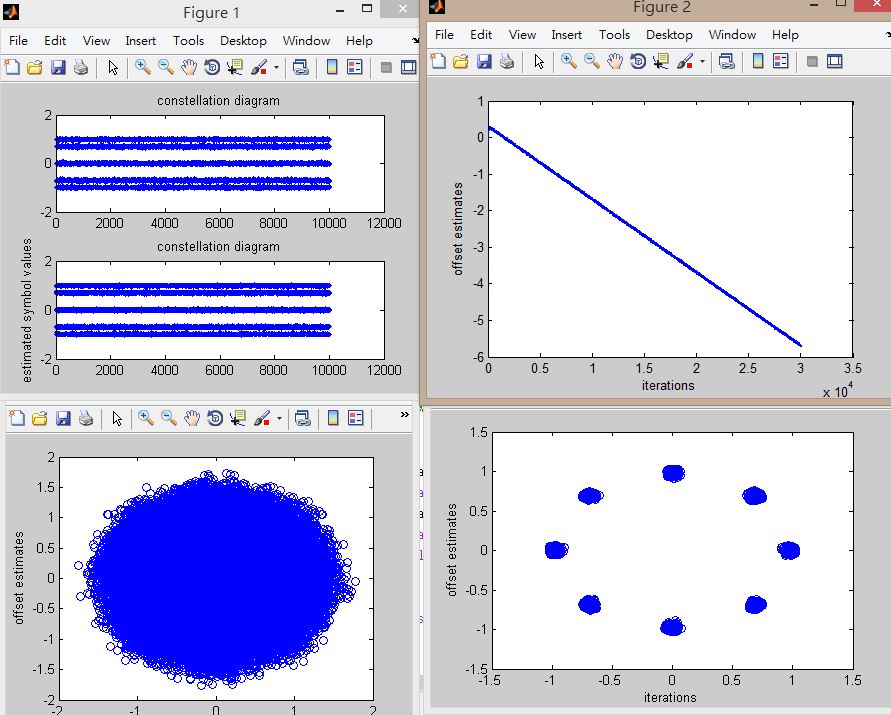 Figure 1
File Edit View Insert Tools Desktop Window Help
constellation diagram
2
0
-2
0 2000 4000 6000 8000 10000 12000
constellation diagram
estimated symbol values
2
0
-2
0 2000 4000 6000 8000 10000 12000
Figure 2
File Edit View Insert Tools Desktop Window Help
offset estimates
1
0
-1
-2
-3
-4
-5
-6
0 0.5 1 1.5 2 2.5 3 3.5
x 10^4
iterations
offset estimates
2
1.5
1
0.5
0
-0.5
-1
-1.5
-2
-2 -1 0 1 2
offset estimates
1.5
1
0.5
0
-0.5
-1
-1.5
-1.5 -1 -0.5 0 0.5 1 1.5
iterations